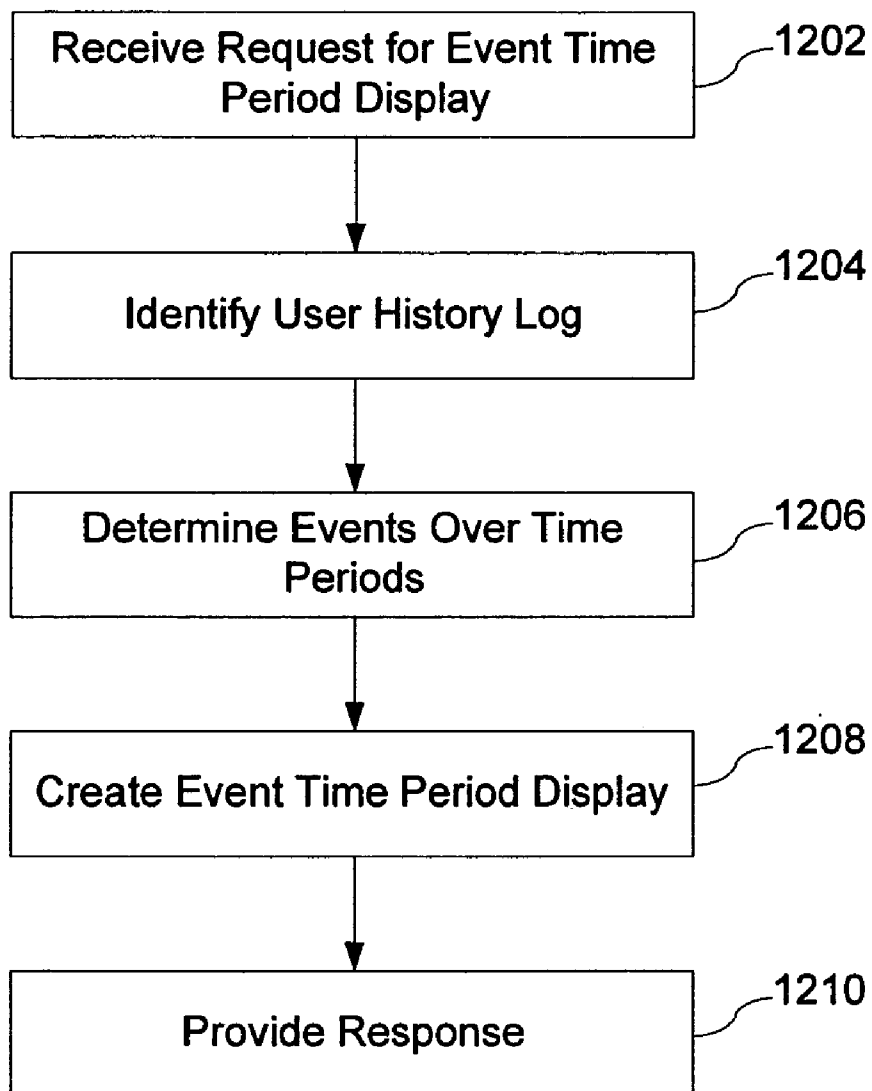 Receive Request for Event Time
Period Display
1202
Identify User History Log
1204
Determine Events Over Time
Periods
1206
Create Event Time Period Display
1208
Provide Response
1210